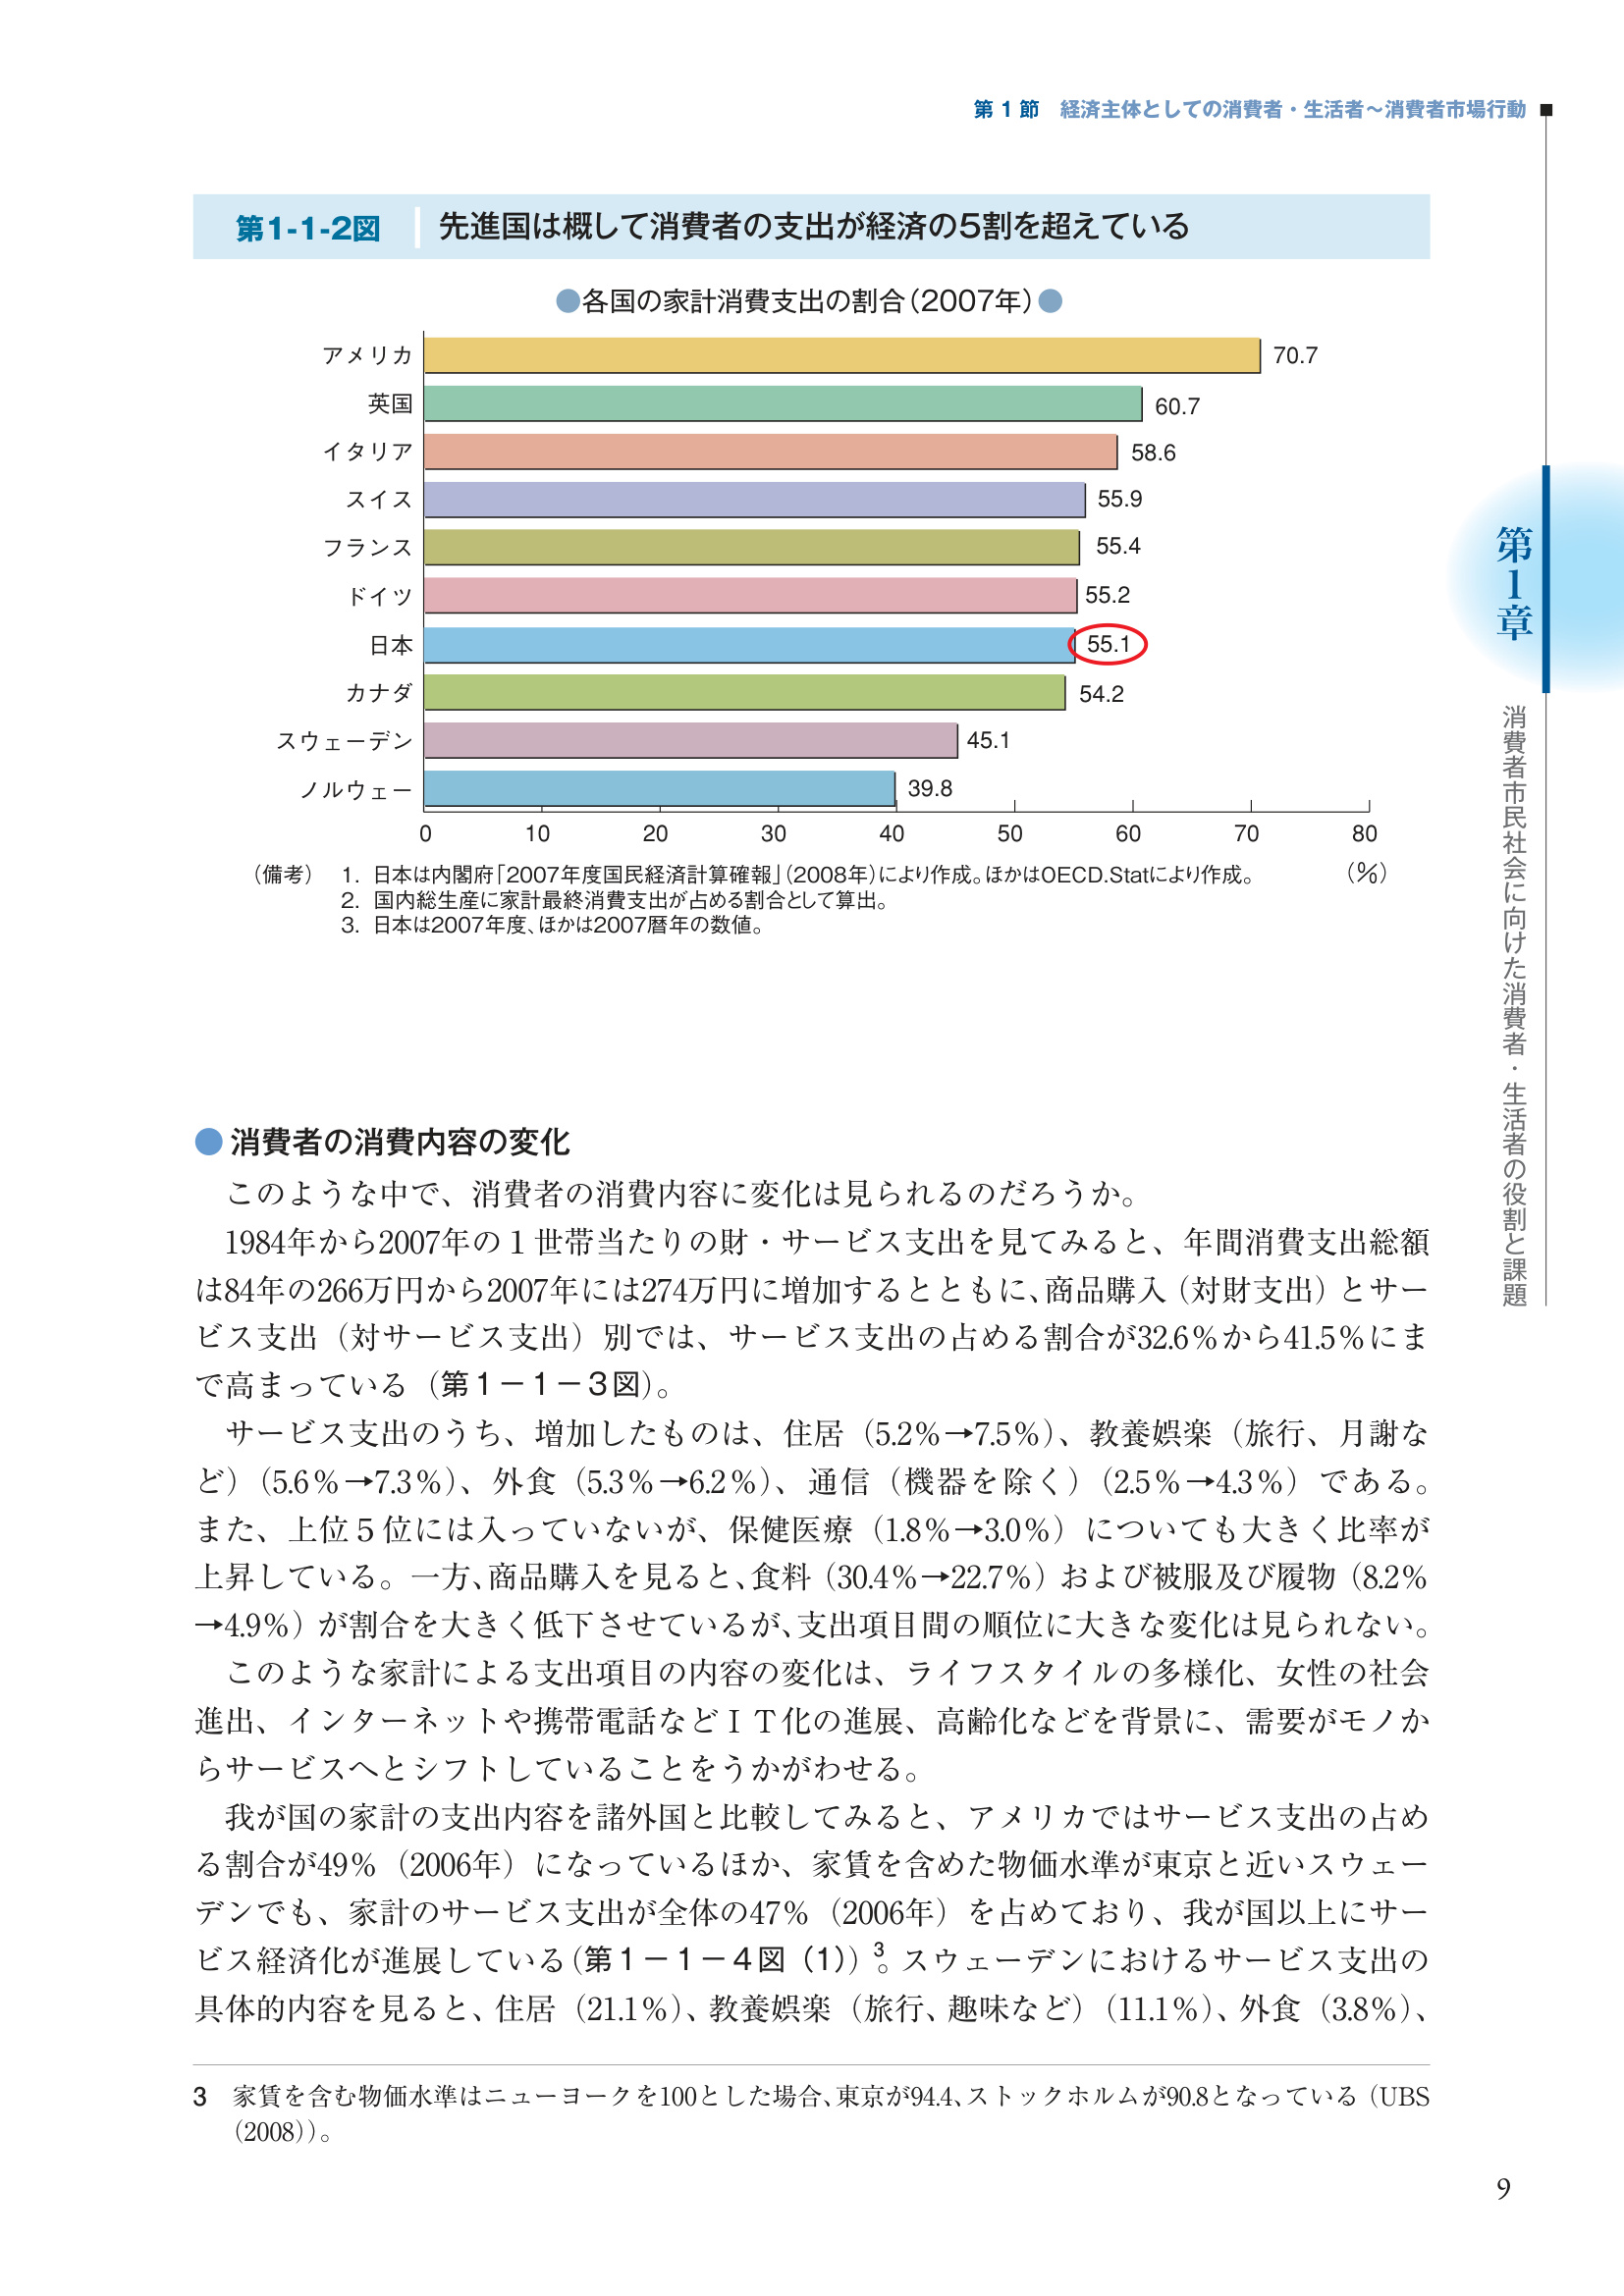 第1節　経済主体としての消費者・生活者～消費者市場行動
第1-1-2図　先進国は概して消費者の支出が経済の5割を超えている
●各国の家計消費支出の割合（2007年）●
アメリカ 70.7
英国 60.7
イタリア 58.6
スイス 55.9
フランス 55.4
ドイツ 55.2
日本 55.1
カナダ 54.2
スウェーデン 45.1
ノルウェー 39.8
0 10 20 30 40 50 60 70 80
（％）
（備考）　1. 日本は内閣府「2007年度国民経済計算確報」（2008年）により作成。ほかはOECD.Statにより作成。
2. 国内総生産に家計最終消費支出が占める割合として算出。
3. 日本は2007年度、ほかは2007暦年の数値。
第1章
消費者市民社会に向けた消費者・生活者の役割と課題
●消費者の消費内容の変化
このような中で、消費者の消費内容に変化は見られるのだろうか。
1984年から2007年の１世帯当たりの財・サービス支出を見てみると、年間消費支出総額
は84年の266万円から2007年には274万円に増加するとともに、商品購入（対財支出）とサー
ビス支出（対サービス支出）別では、サービス支出の占める割合が32.6％から41.5％にま
で高まっている（第１－１－３図）。
サービス支出のうち、増加したものは、住居（5.2％→7.5％）、教養娯楽（旅行、月謝な
ど）（5.6％→7.3％）、外食（5.3％→6.2％）、通信（機器を除く）（2.5％→4.3％）である。
また、上位５位には入っていないが、保健医療（1.8％→3.0％）についても大きく比率が
上昇している。一方、商品購入を見ると、食料（30.4％→22.7％）および被服及び履物（8.2％
→4.9％）が割合を大きく低下させているが、支出項目間の順位に大きな変化は見られない。
このような家計による支出項目の内容の変化は、ライフスタイルの多様化、女性の社会
進出、インターネットや携帯電話などＩＴ化の進展、高齢化などを背景に、需要がモノか
らサービスへとシフトしていることをうかがわせる。
我が国の家計の支出内容を諸外国と比較してみると、アメリカではサービス支出の占め
る割合が49％（2006年）になっているほか、家賃を含めた物価水準が東京と近いスウェー
デンでも、家計のサービス支出が全体の47％（2006年）を占めており、我が国以上にサー
ビス経済化が進展している（第１－１－４図（1））3。スウェーデンにおけるサービス支出の
具体的内容を見ると、住居（21.1％）、教養娯楽（旅行、趣味など）（11.1％）、外食（3.8％）、
3　家賃を含む物価水準はニューヨークを100とした場合、東京が94.4、ストックホルムが90.8となっている（UBS
（2008））。
9